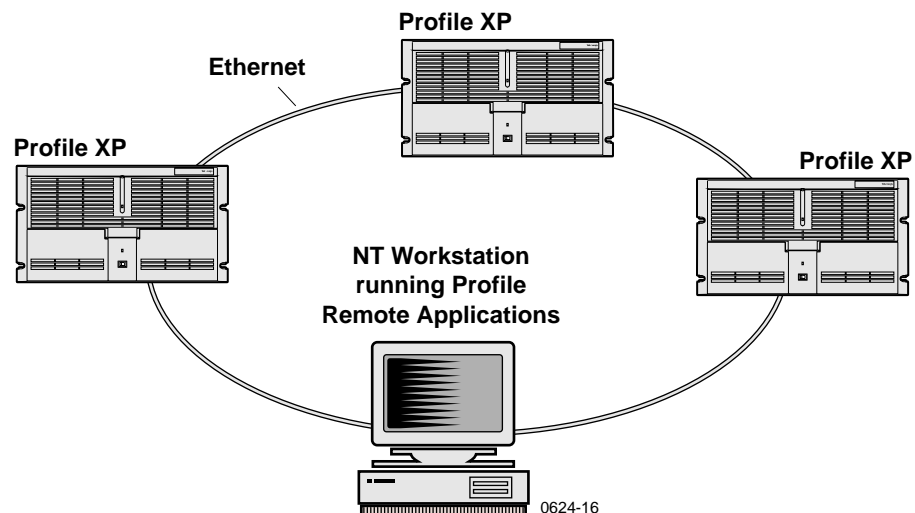 Profile XP
Ethernet
Profile XP
Profile XP
NT Workstation
running Profile
Remote Applications
0624-16